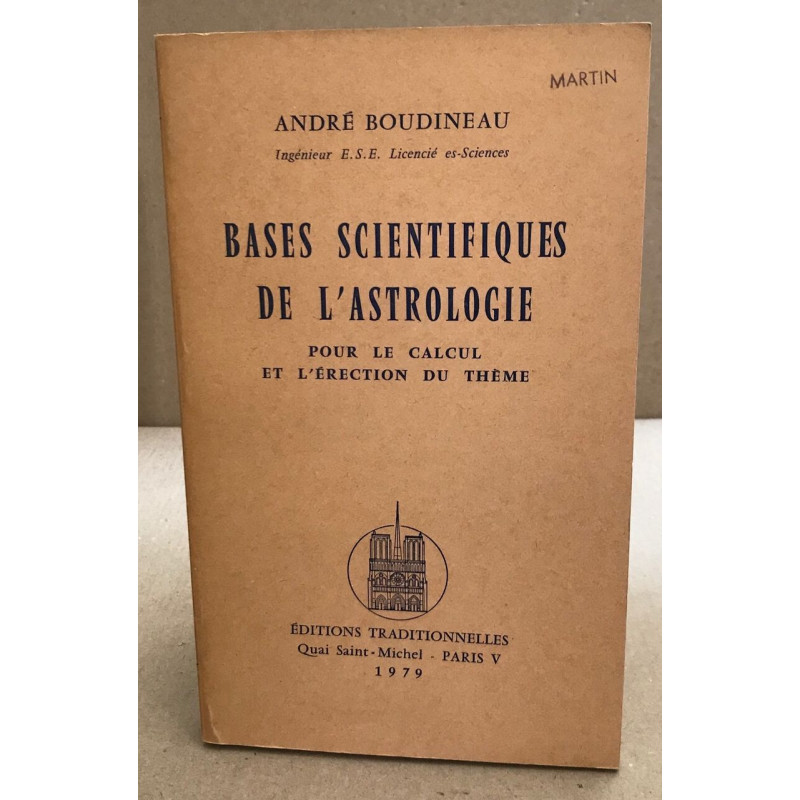 MARTIN
ANDRÉ BOUDINEAU
Ingénieur E.S.E. Licencié es-Sciences
BASES SCIENTIFIQUES
DE L'ASTROLOGIE
POUR LE CALCUL
ET L'ÉRECTION DU THÈME
ÉDITIONS TRADITIONNELLES
Quai Saint-Michel - PARIS V
1979